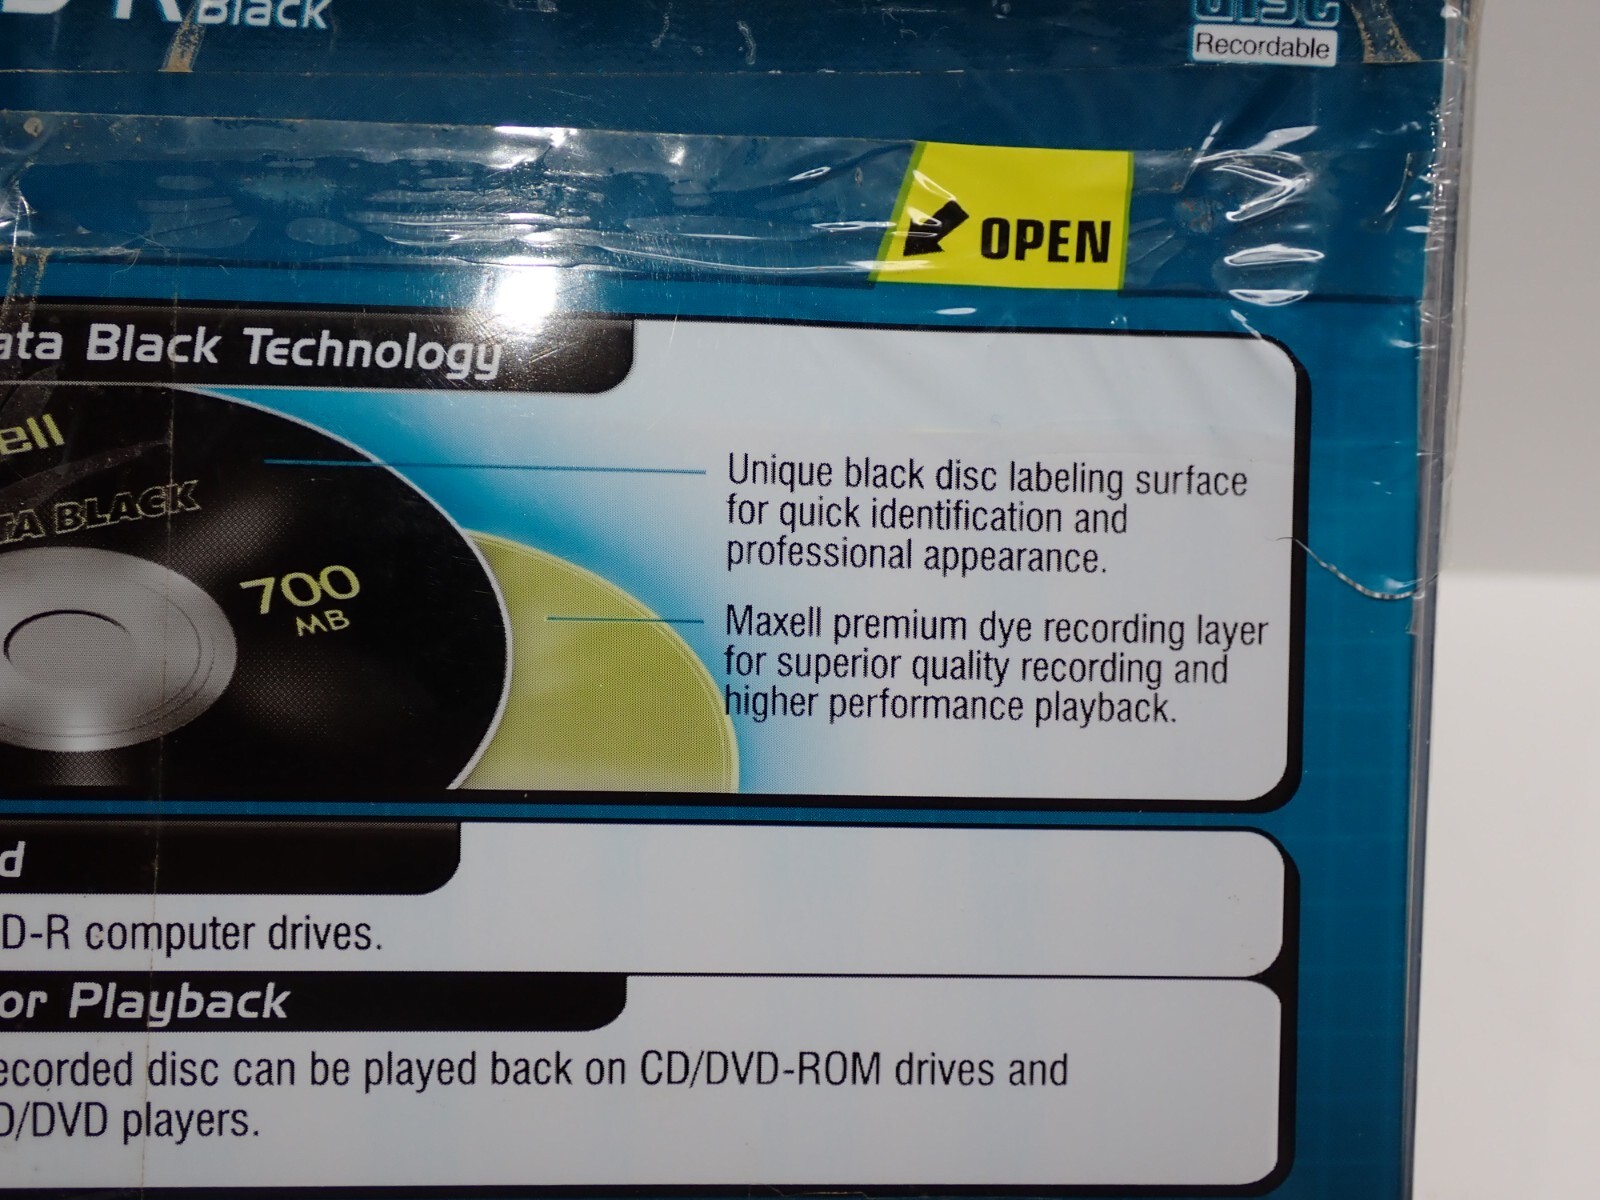 Black
disc
Recordable
OPEN
ata Black Technology
ell
TA BLACK
700
MB
Unique black disc labeling surface
for quick identification and
professional appearance.
Maxell premium dye recording layer
for superior quality recording and
higher performance playback.
d
D-R computer drives.
or Playback
ecorded disc can be played back on CD/DVD-ROM drives and
D/DVD players.